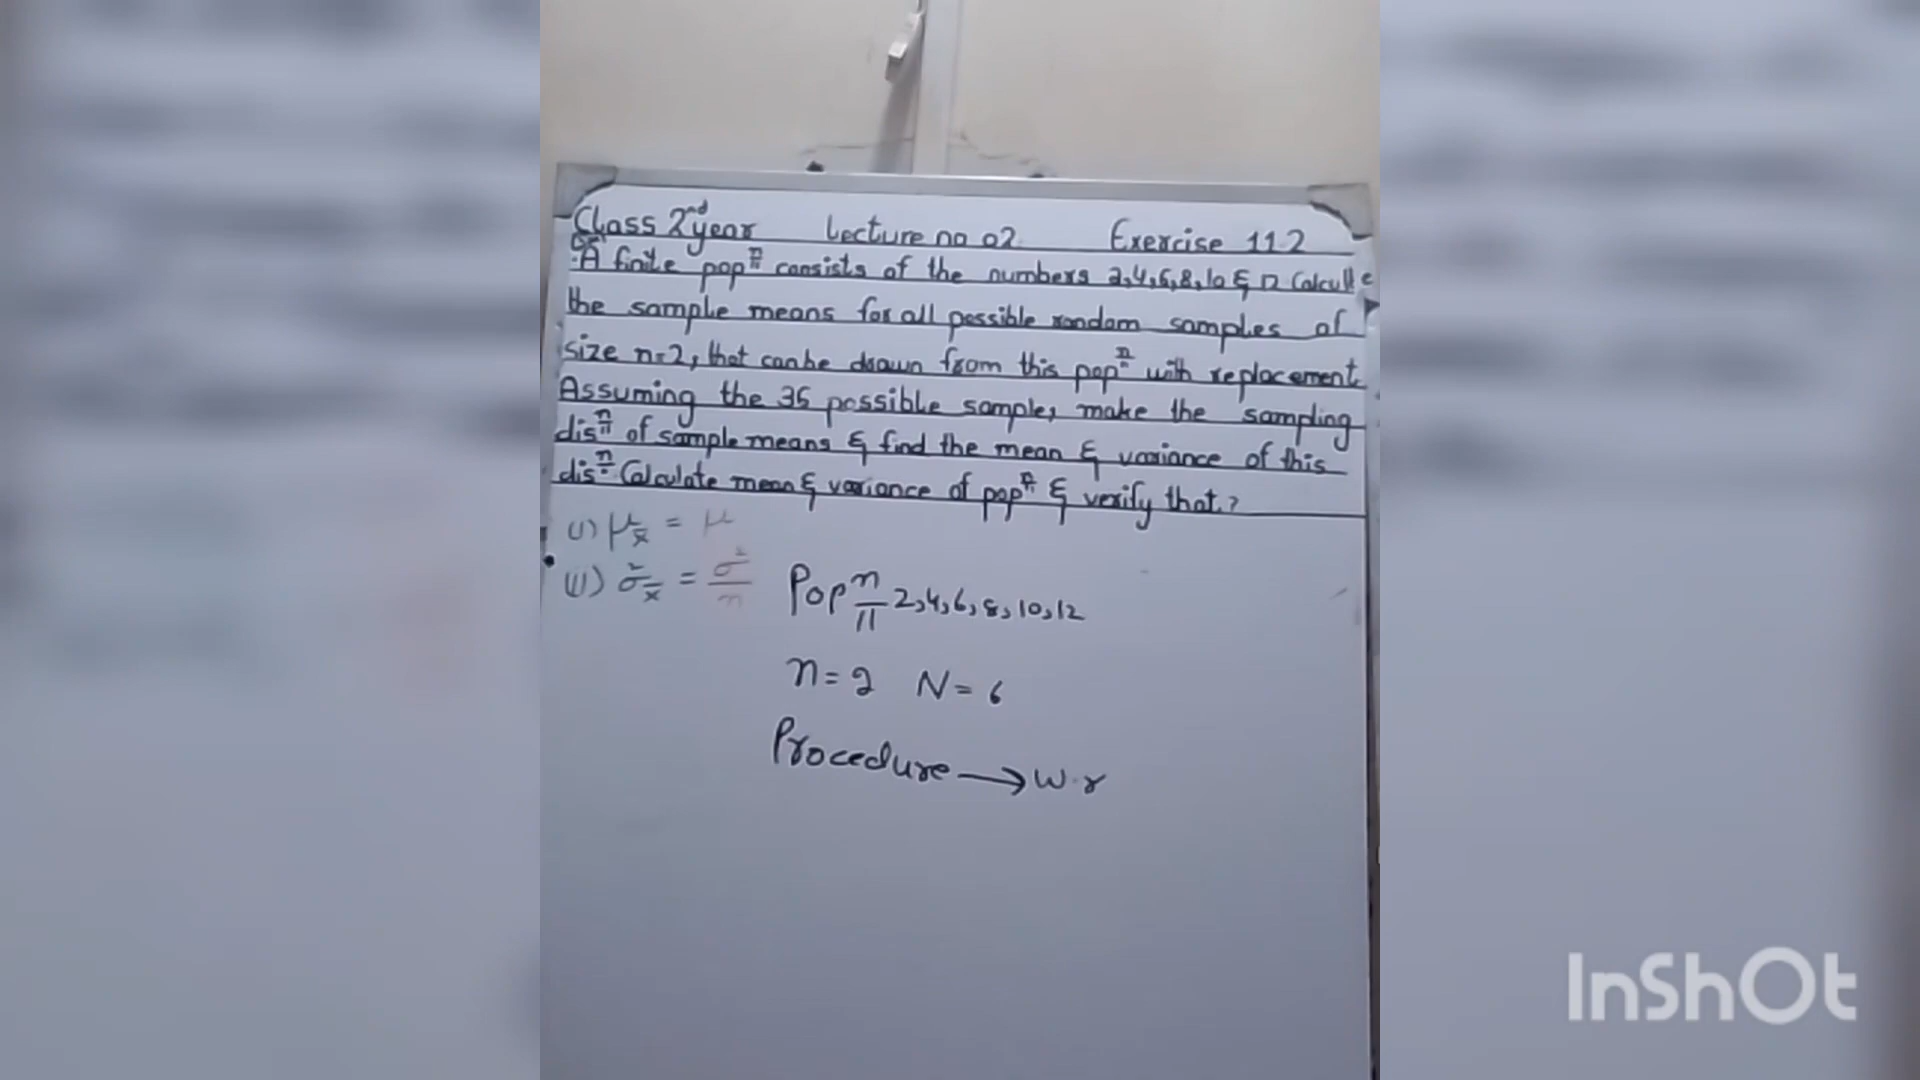 Class 2nd year Lecture no 02 Exercise 11.2
A finite popⁿ consists of the numbers 2,4,6,8,10 & 12 Calculate
the sample means for all possible random samples of
size n=2, that can be drawn from this popⁿ with replacement.
Assuming the 36 possible samples make the sampling
disⁿ of sample means & find the mean & variance of this
disⁿ. Calculate mean & variance of popⁿ & verify that?
(i) μx̄ = μ
(ii) σ²x̄ = σ²/n
Popⁿ 2,4,6,8,10,12
n=2 N=6
Procedure → w.r
InShOt